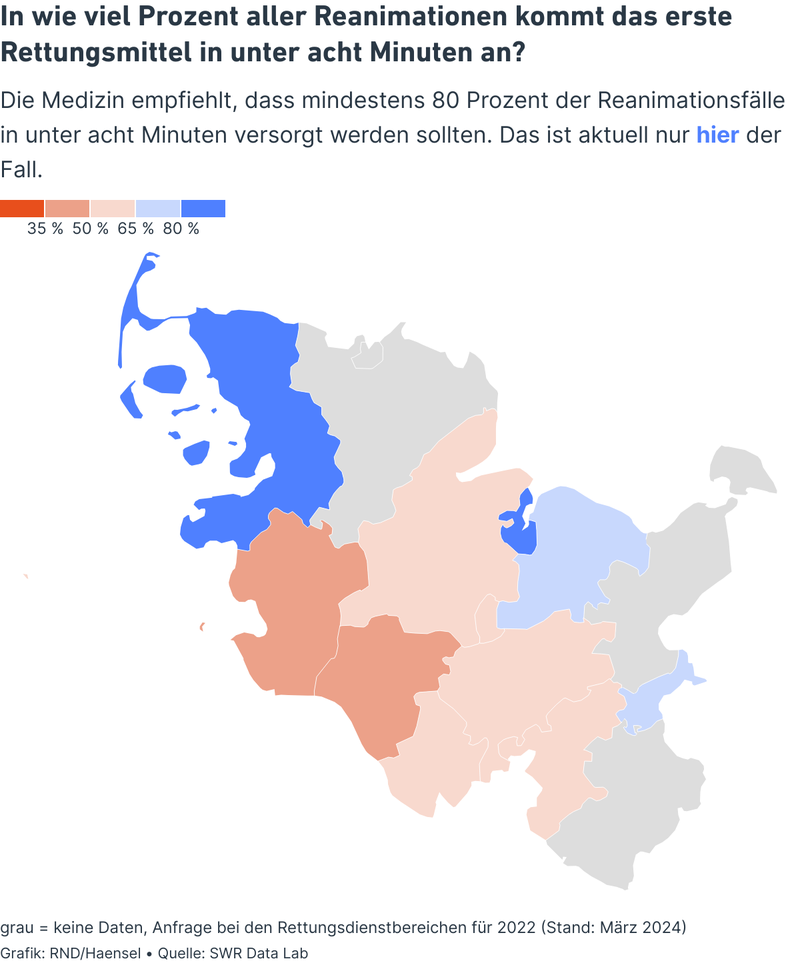 In wie viel Prozent aller Reanimationen kommt das erste
Rettungsmittel in unter acht Minuten an?
Die Medizin empfiehlt, dass mindestens 80 Prozent der Reanimationsfälle
in unter acht Minuten versorgt werden sollten. Das ist aktuell nur hier der
Fall.
35 % 50 % 65 % 80 %
grau = keine Daten, Anfrage bei den Rettungsdienstbereichen für 2022 (Stand: März 2024)
Grafik: RND/Haensel • Quelle: SWR Data Lab